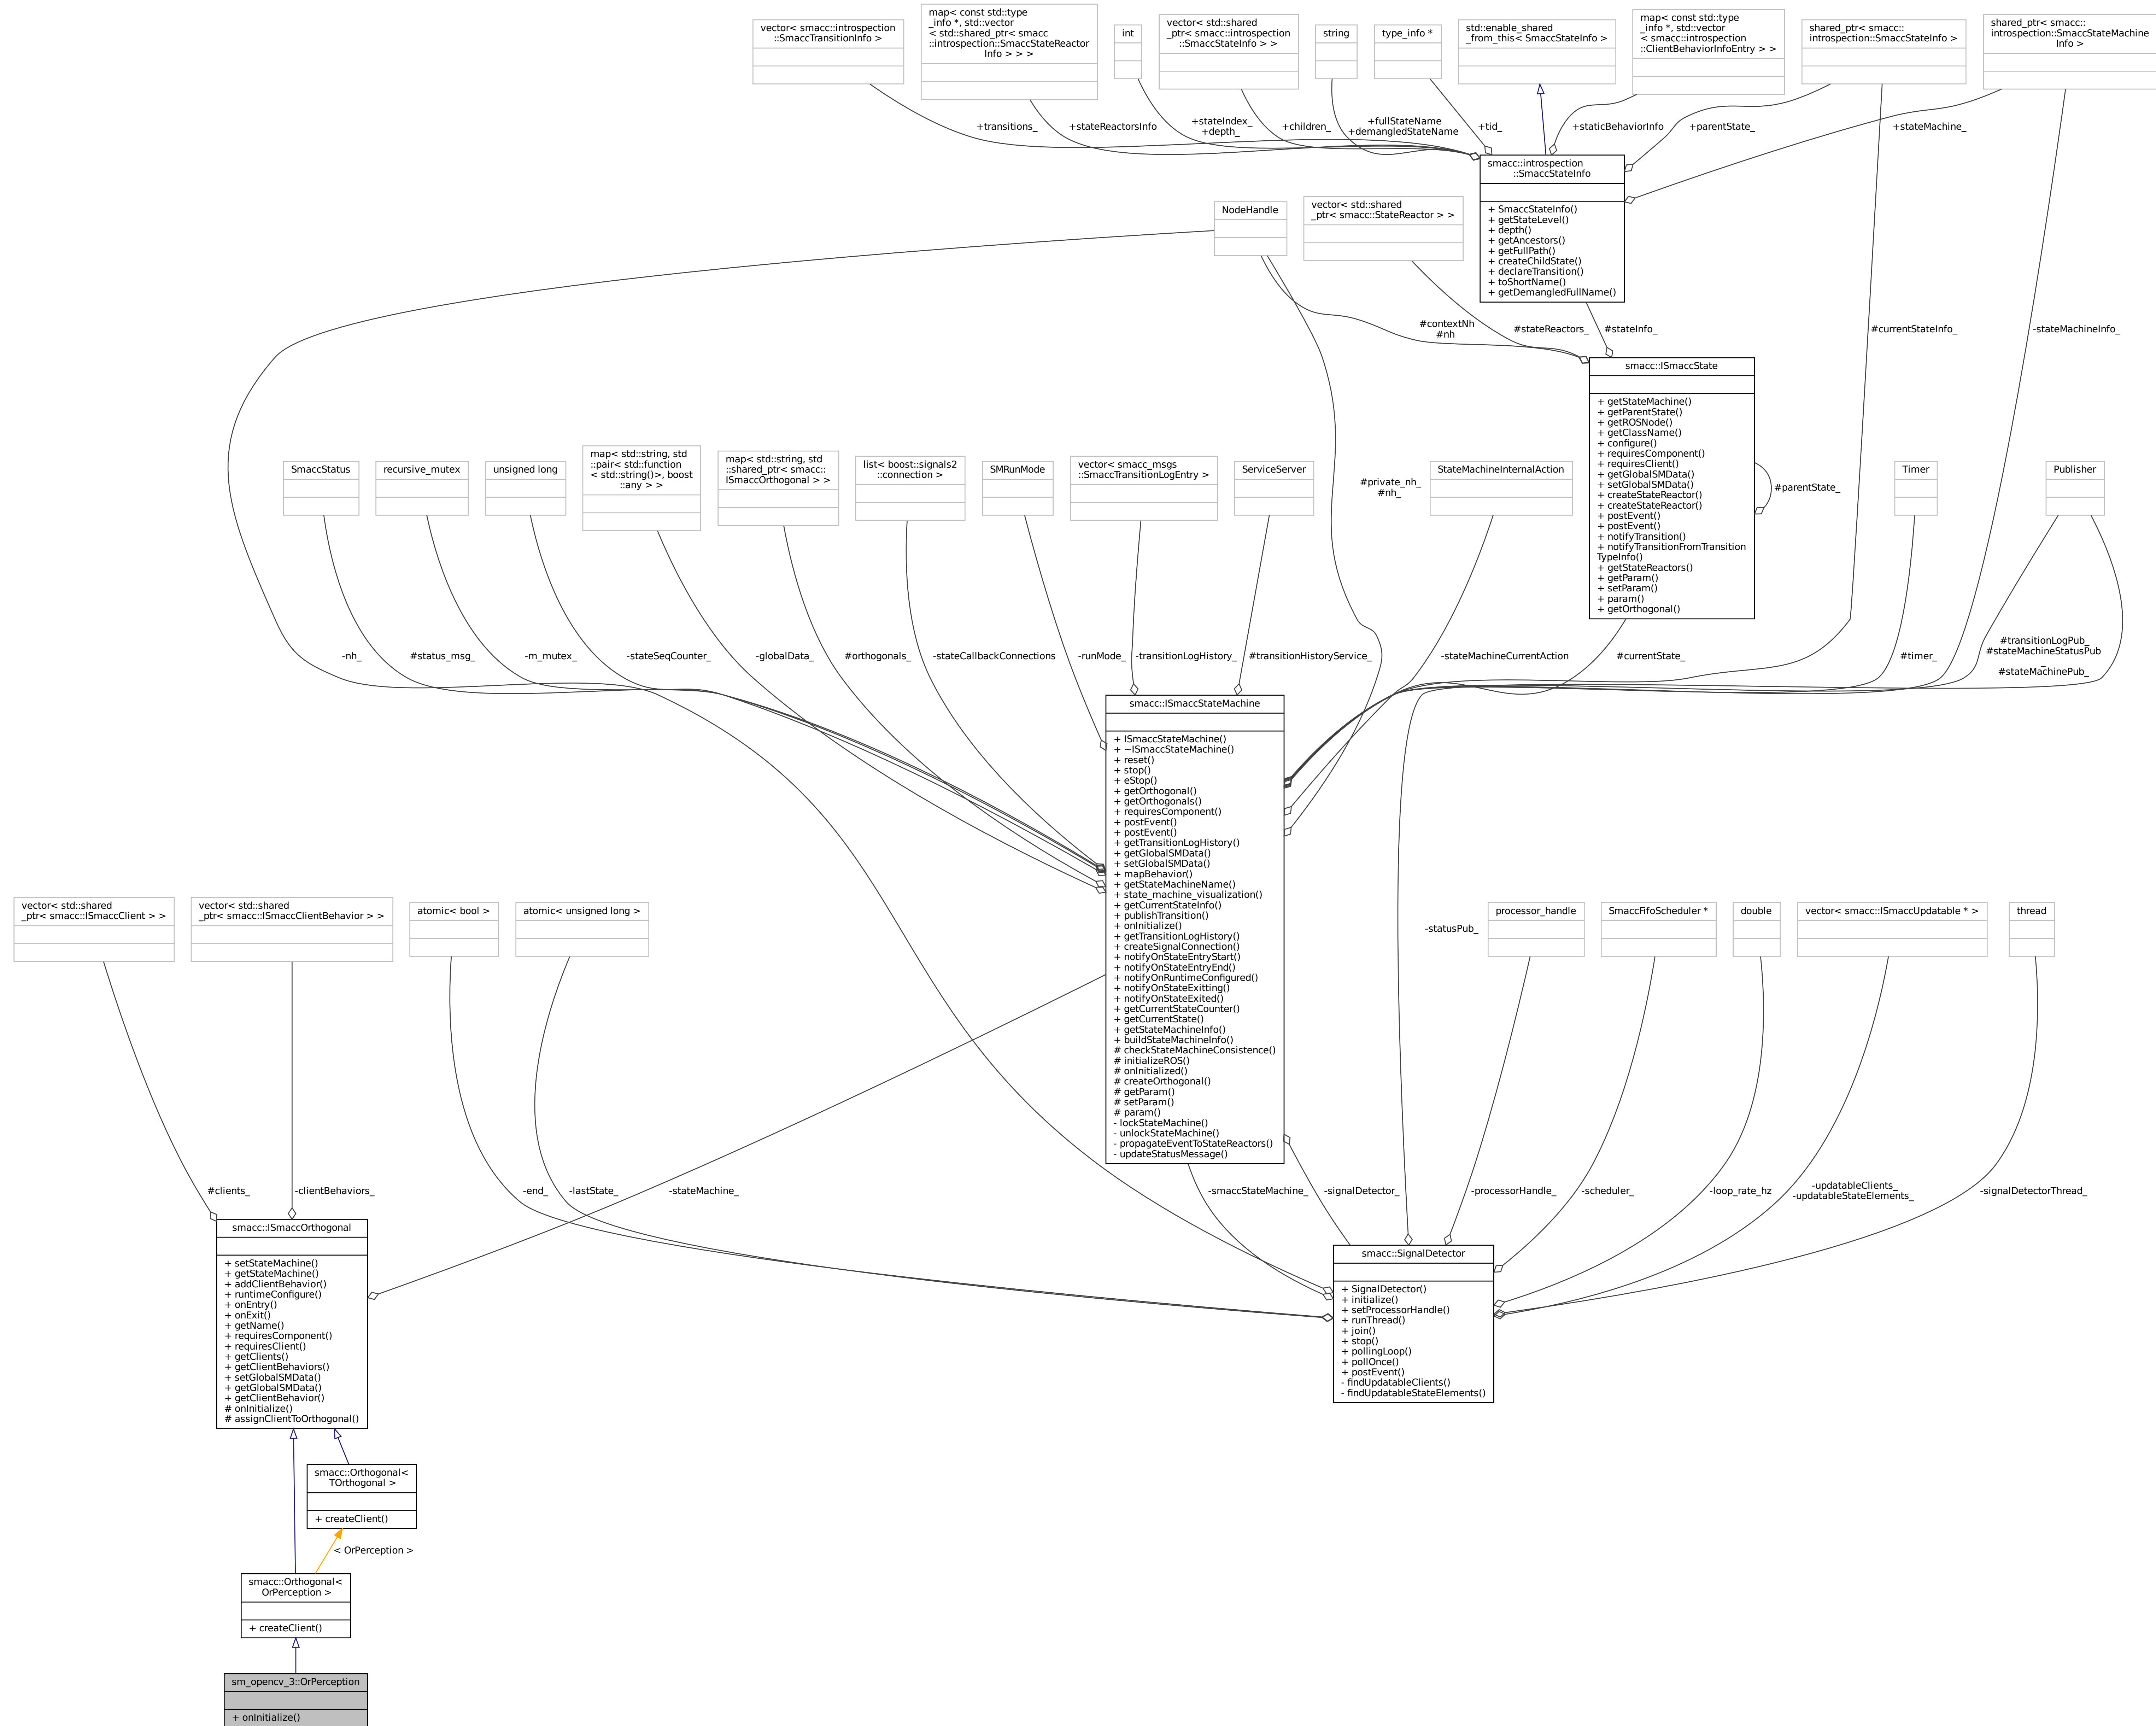 vector< smacc::introspection
::SmaccTransitionInfo >
map< const std::type
_info *, std::vector
< std::shared_ptr< smacc
::introspection::SmaccStateReactor
Info > > >
int
vector< std::shared
_ptr< smacc::introspection
::SmaccStateInfo > >
string
type_info *
std::enable_shared
_from_this< SmaccStateInfo >
map< const std::type
_info *, std::vector
< smacc::introspection
::ClientBehaviorInfoEntry > >
shared_ptr< smacc::
introspection::SmaccStateInfo >
shared_ptr< smacc::
introspection::SmaccStateMachine
Info >
+transitions_
+stateReactorsInfo
+stateIndex_
+depth_
+children_
+fullStateName
+demangledStateName
+tid_
+staticBehaviorInfo
+parentState_
+stateMachine_
smacc::introspection
::SmaccStateInfo
+ SmaccStateInfo()
+ getStateLevel()
+ depth()
+ getAncestors()
+ getFullPath()
+ createChildState()
+ declareTransition()
+ toShortName()
+ getDemangledFullName()
NodeHandle
vector< std::shared
_ptr< smacc::StateReactor > >
#contextNh
#nh
#stateReactors_
#stateInfo_
#currentStateInfo_
-stateMachineInfo_
smacc::ISmaccState
+ getStateMachine()
+ getParentState()
+ getROSNode()
+ getClassName()
+ configure()
+ requiresComponent()
+ requiresClient()
+ getGlobalSMData()
+ setGlobalSMData()
+ createStateReactor()
+ createStateReactor()
+ postEvent()
+ postEvent()
+ notifyTransition()
+ notifyTransitionFromTransition
TypeInfo()
+ getStateReactors()
+ getParam()
+ setParam()
+ param()
+ getOrthogonal()
#parentState_
SmaccStatus
recursive_mutex
unsigned long
map< std::string, std
::pair< std::function
< std::string()>, boost
::any > >
map< std::string, std
::shared_ptr< smacc::
ISmaccOrthogonal > >
list< boost::signals2
::connection >
SMRunMode
vector< smacc_msgs
::SmaccTransitionLogEntry >
ServiceServer
#private_nh_
#nh_
StateMachineInternalAction
Timer
Publisher
-nh_
#status_msg_
-m_mutex_
-stateSeqCounter_
-globalData_
#orthogonals_
-stateCallbackConnections
-runMode_
-transitionLogHistory_
#transitionHistoryService_
-stateMachineCurrentAction
#currentState_
#timer_
#transitionLogPub_
#stateMachineStatusPub
_
#stateMachinePub_
smacc::ISmaccStateMachine
+ ISmaccStateMachine()
+ ~ISmaccStateMachine()
+ reset()
+ stop()
+ eStop()
+ getOrthogonal()
+ getOrthogonals()
+ requiresComponent()
+ postEvent()
+ postEvent()
+ getTransitionLogHistory()
+ getGlobalSMData()
+ setGlobalSMData()
+ mapBehavior()
+ getStateMachineName()
+ state_machine_visualization()
+ getCurrentStateInfo()
+ publishTransition()
+ onInitialize()
+ getTransitionLogHistory()
+ createSignalConnection()
+ notifyOnStateEntryStart()
+ notifyOnStateEntryEnd()
+ notifyOnRuntimeConfigured()
+ notifyOnStateExitting()
+ notifyOnStateExited()
+ getCurrentStateCounter()
+ getCurrentState()
+ getStateMachineInfo()
+ buildStateMachineInfo()
# checkStateMachineConsistence()
# initializeROS()
# onInitialized()
# createOrthogonal()
# getParam()
# setParam()
# param()
- lockStateMachine()
- unlockStateMachine()
- propagateEventToStateReactors()
- updateStatusMessage()
vector< std::shared
_ptr< smacc::ISmaccClient > >
vector< std::shared
_ptr< smacc::ISmaccClientBehavior > >
atomic< bool >
atomic< unsigned long >
-statusPub_
processor_handle
SmaccFifoScheduler *
double
vector< smacc::ISmaccUpdatable * >
thread
#clients_
-clientBehaviors_
-end_
-lastState_
-stateMachine_
-smaccStateMachine_
-signalDetector_
-processorHandle_
-scheduler_
-loop_rate_hz
-updatableClients_
-updatableStateElements_
-signalDetectorThread_
smacc::ISmaccOrthogonal
+ setStateMachine()
+ getStateMachine()
+ addClientBehavior()
+ runtimeConfigure()
+ onEntry()
+ onExit()
+ getName()
+ requiresComponent()
+ requiresClient()
+ getClients()
+ getClientBehaviors()
+ setGlobalSMData()
+ getGlobalSMData()
+ getClientBehavior()
# onInitialize()
# assignClientToOrthogonal()
smacc::SignalDetector
+ SignalDetector()
+ initialize()
+ setProcessorHandle()
+ runThread()
+ join()
+ stop()
+ pollingLoop()
+ pollOnce()
+ postEvent()
- findUpdatableClients()
- findUpdatableStateElements()
smacc::Orthogonal<
TOrthogonal >
+ createClient()
< OrPerception >
smacc::Orthogonal<
OrPerception >
+ createClient()
sm_opencv_3::OrPerception
+ onInitialize()